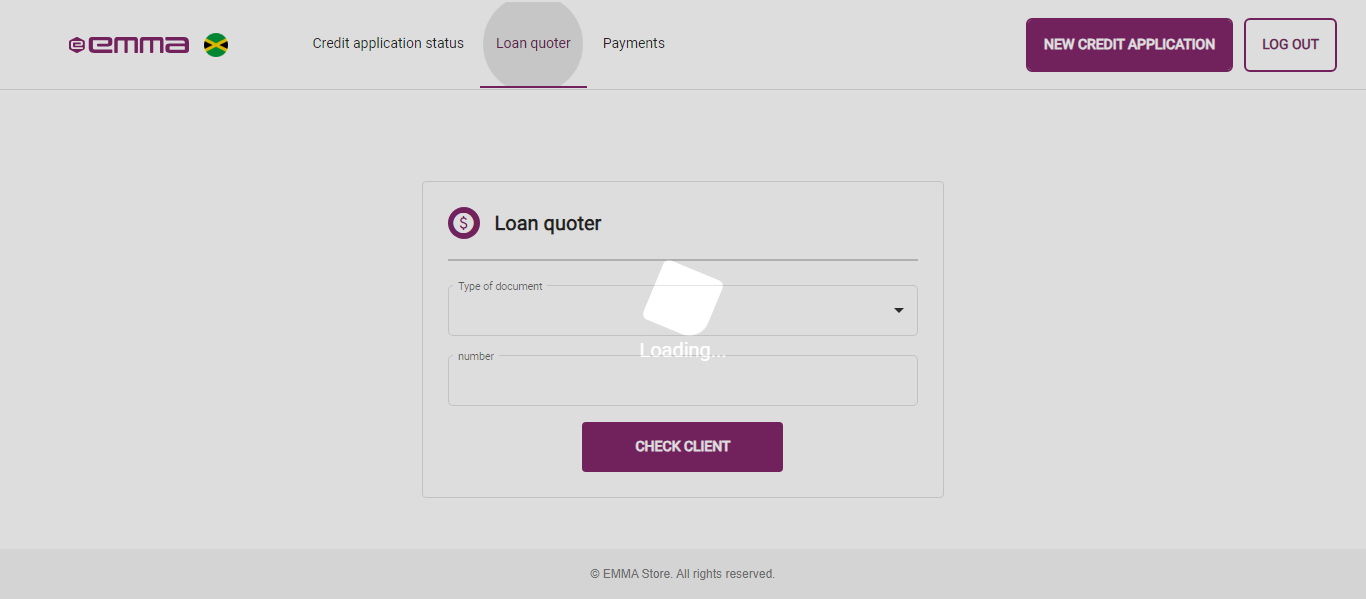 emma
Credit application status
Loan quoter
Payments
NEW CREDIT APPLICATION
LOG OUT
$ Loan quoter
Type of document
Loading...
number
CHECK CLIENT
© EMMA Store. All rights reserved.